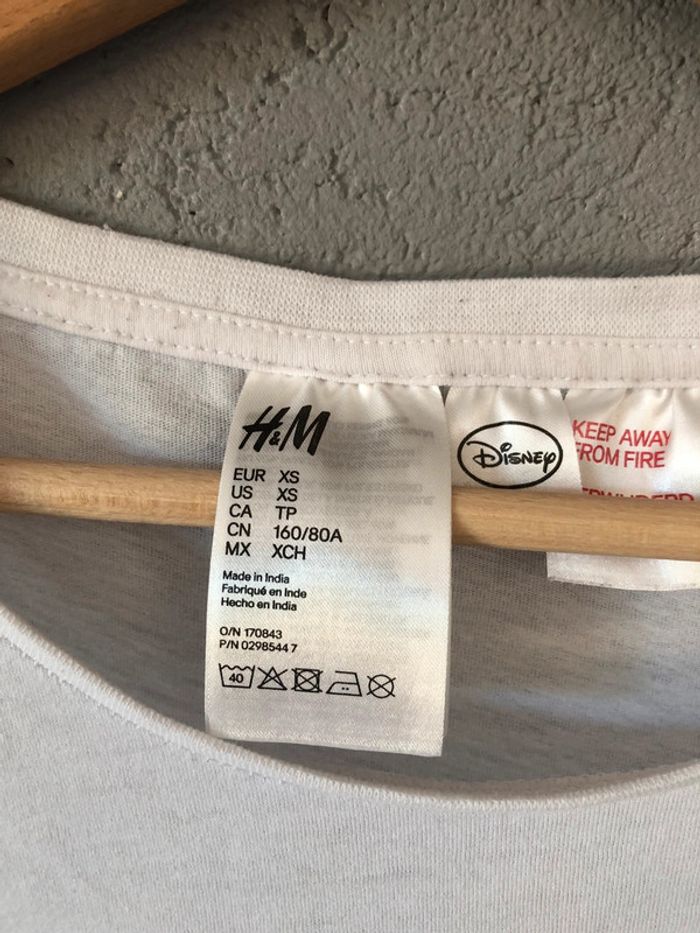 H&M
EUR XS
US XS
CA TP
CN 160/80A
MX XCH
Made in India
Fabriqué en Inde
Hecho en India
O/N 170843
P/N 0298544 7
40
Disney
KEEP AWAY
FROM FIRE